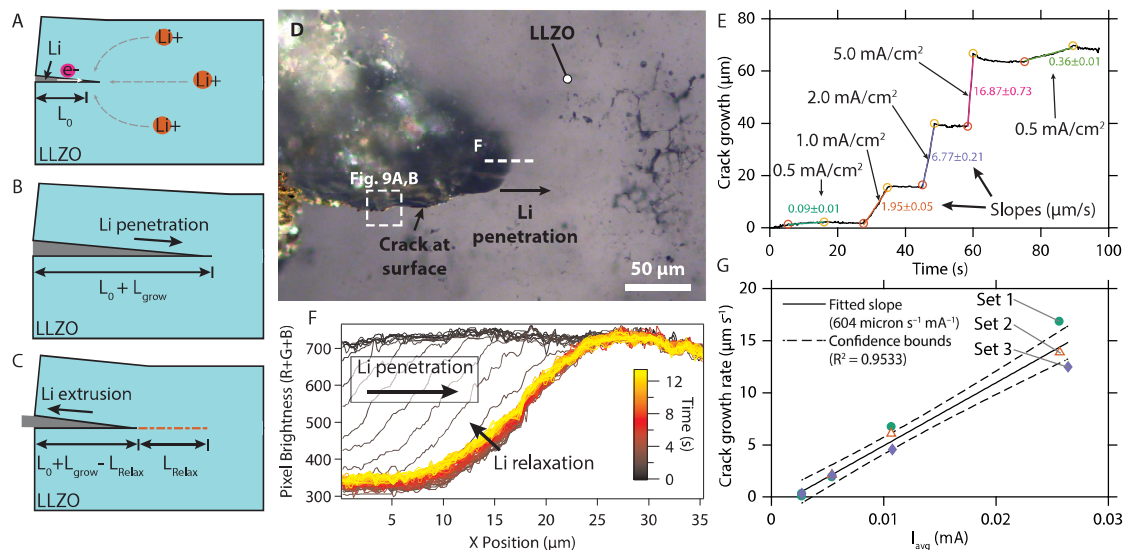 A
Li
e-
Li+
Li+
Li+
L0
LLZO
B
Li penetration
L0 + Lgrow
LLZO
C
Li extrusion
L0+Lgrow- LRelax
LRelax
LLZO
D
LLZO
F
Fig. 9A,B
Li
penetration
Crack at
surface
50 µm
F
Pixel Brightness (R+G+B)
700
600
500
400
300
Li penetration
Li relaxation
Time (s)
10
5
0
5
10
15
20
25
30
35
X Position (µm)
E
Crack growth (µm)
80
60
40
20
0
5.0 mA/cm²
2.0 mA/cm²
1.0 mA/cm²
0.5 mA/cm²
0.09±0.01
1.95±0.05
6.77±0.21
16.87±0.73
0.36±0.01
0.5 mA/cm²
Slopes (µm/s)
0
20
40
60
80
100
Time (s)
G
Crack growth rate (µm s⁻¹)
20
15
10
5
0
Fitted slope
(604 micron s⁻¹ mA⁻¹)
Confidence bounds
(R² = 0.9533)
Set 1
Set 2
Set 3
0
0.01
0.02
0.03
Iavg (mA)